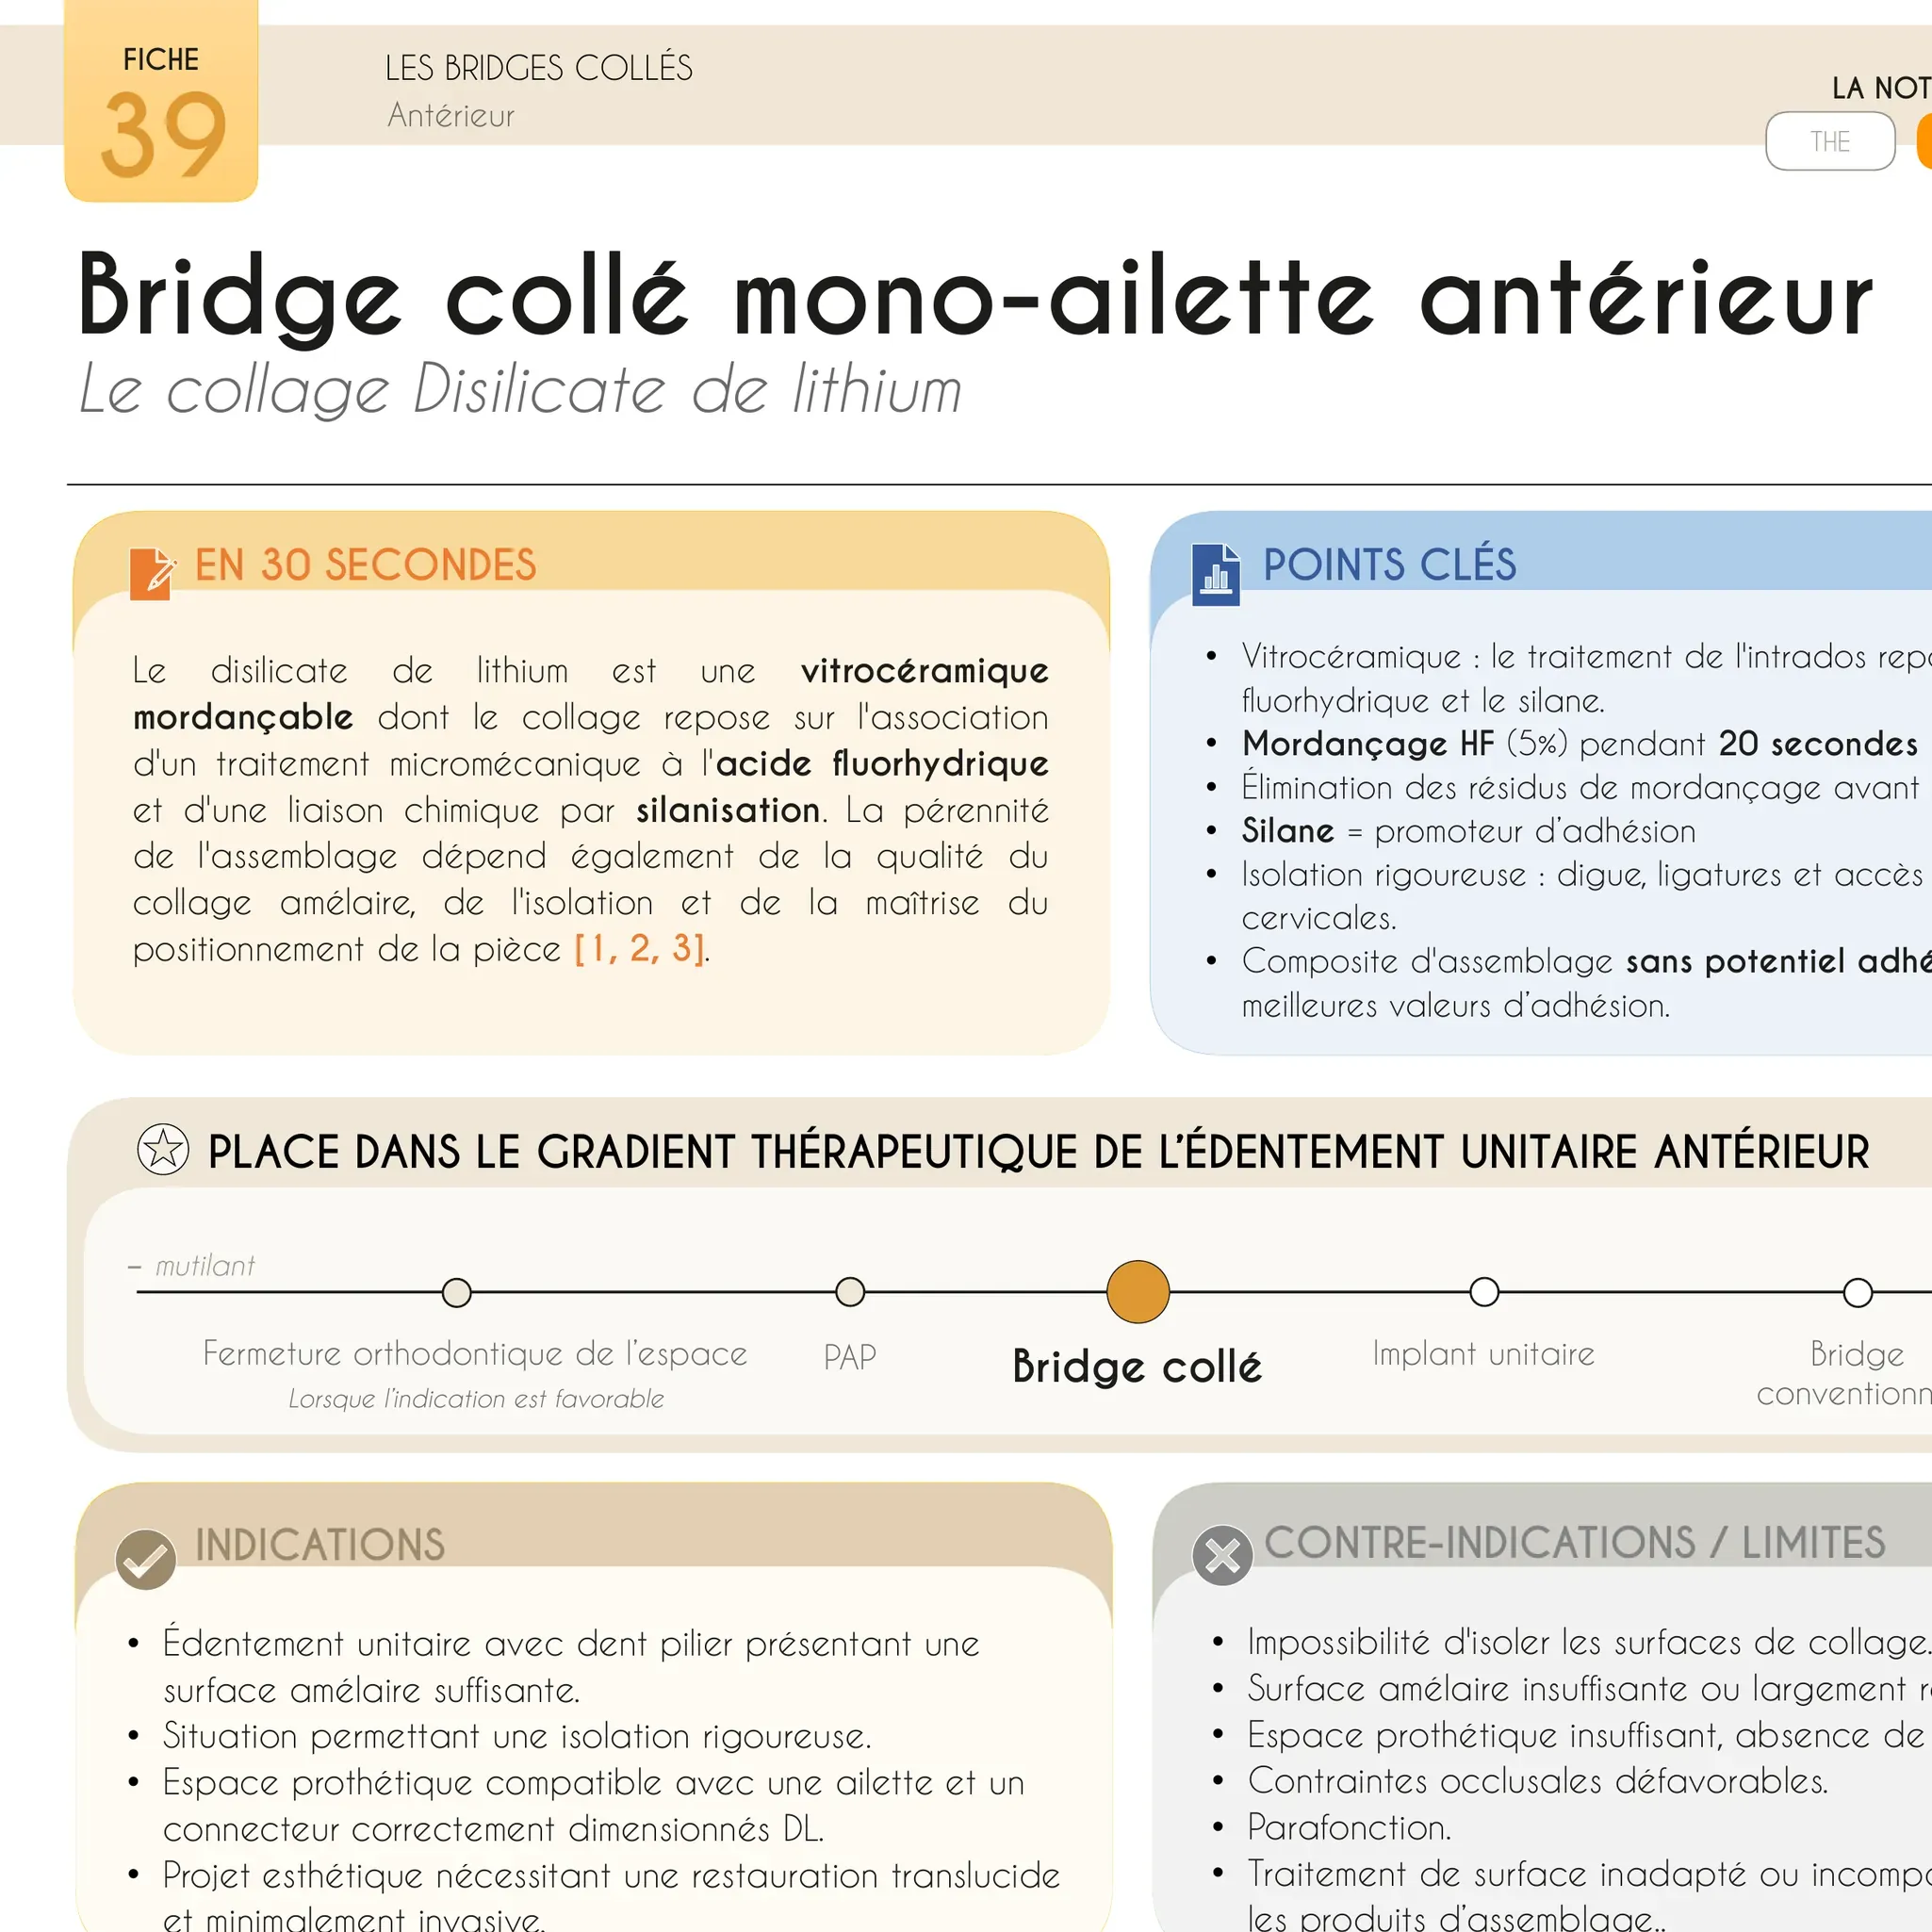 FICHE
39
LES BRIDGES COLLÉS
Antérieur
LA NOT
THE
Bridge collé mono-ailette antérieur
Le collage Disilicate de lithium
EN 30 SECONDES
Le disilicate de lithium est une vitrocéramique
mordançable dont le collage repose sur l'association
d'un traitement micromécanique à l'acide fluorhydrique
et d'une liaison chimique par silanisation. La pérennité
de l'assemblage dépend également de la qualité du
collage amélaire, de l'isolation et de la maîtrise du
positionnement de la pièce [1, 2, 3].
POINTS CLÉS
• Vitrocéramique : le traitement de l'intrados
fluorhydrique et le silane.
• Mordançage HF (5%) pendant 20 secondes
• Élimination des résidus de mordançage avant
• Silane = promoteur d’adhésion
• Isolation rigoureuse : digue, ligatures et accès
cervicales.
• Composite d'assemblage sans potentiel adhé
meilleures valeurs d’adhésion.
PLACE DANS LE GRADIENT THÉRAPEUTIQUE DE L’ÉDENTEMENT UNITAIRE ANTÉRIEUR
– mutilant
Fermeture orthodontique de l’espace
Lorsque l’indication est favorable
PAP
Bridge collé
Implant unitaire
Bridge
conventionn
INDICATIONS
• Édentement unitaire avec dent pilier présentant une
surface amélaire suffisante.
• Situation permettant une isolation rigoureuse.
• Espace prothétique compatible avec une ailette et un
connecteur correctement dimensionnés DL.
• Projet esthétique nécessitant une restauration translucide
et minimalement invasive.
CONTRE-INDICATIONS / LIMITES
• Impossibilité d'isoler les surfaces de collage.
• Surface amélaire insuffisante ou largement
• Espace prothétique insuffisant, absence de
• Contraintes occlusales défavorables.
• Parafonction.
• Traitement de surface inadapté ou incompa
les produits d’assemblage..